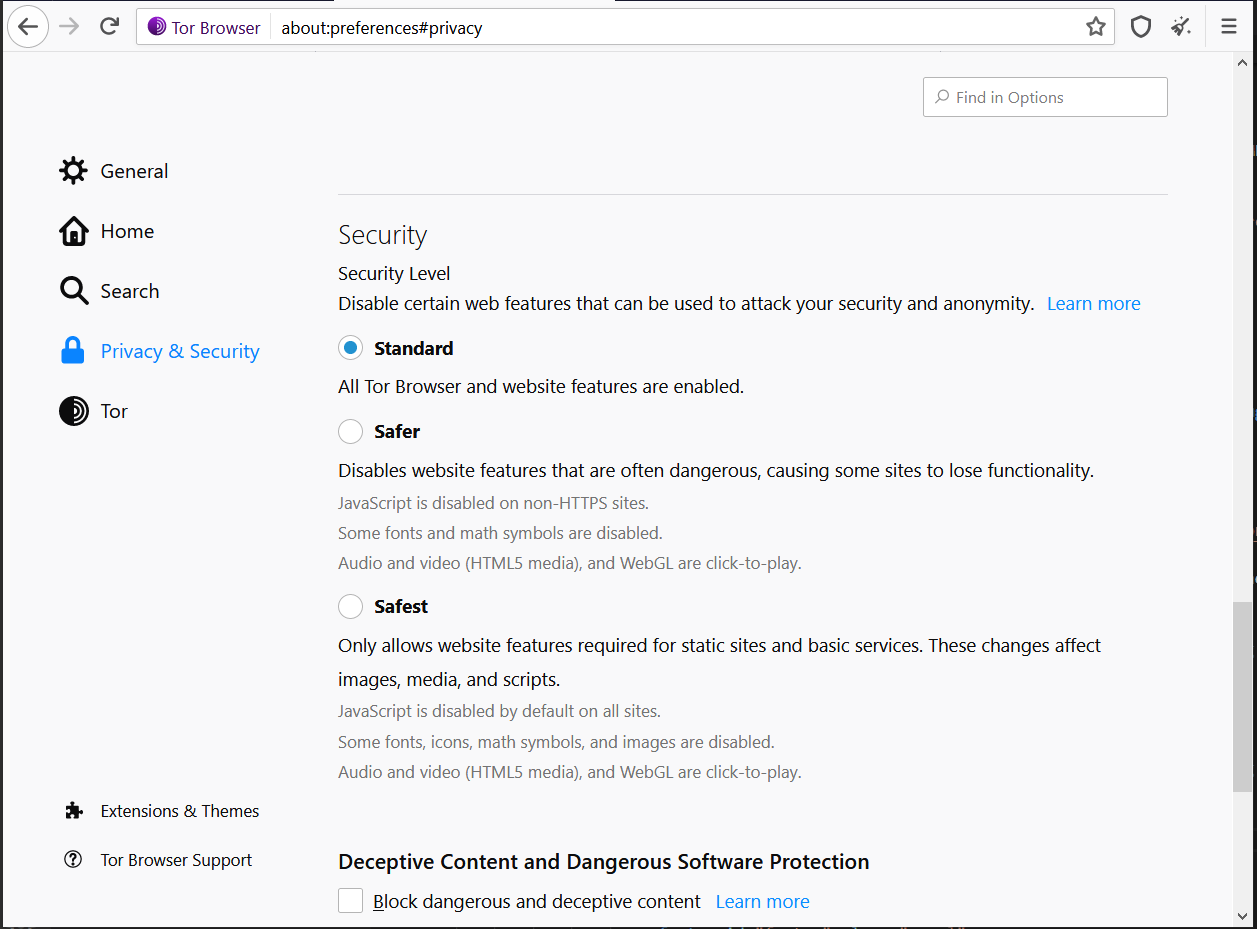 Tor Browser about:preferences#privacy
Find in Options
General
Home
Search
Privacy & Security
Tor
Extensions & Themes
Tor Browser Support
Security
Security Level
Disable certain web features that can be used to attack your security and anonymity. Learn more
Standard
All Tor Browser and website features are enabled.
Safer
Disables website features that are often dangerous, causing some sites to lose functionality.
JavaScript is disabled on non-HTTPS sites.
Some fonts and math symbols are disabled.
Audio and video (HTML5 media), and WebGL are click-to-play.
Safest
Only allows website features required for static sites and basic services. These changes affect
images, media, and scripts.
JavaScript is disabled by default on all sites.
Some fonts, icons, math symbols, and images are disabled.
Audio and video (HTML5 media), and WebGL are click-to-play.
Deceptive Content and Dangerous Software Protection
Block dangerous and deceptive content Learn more